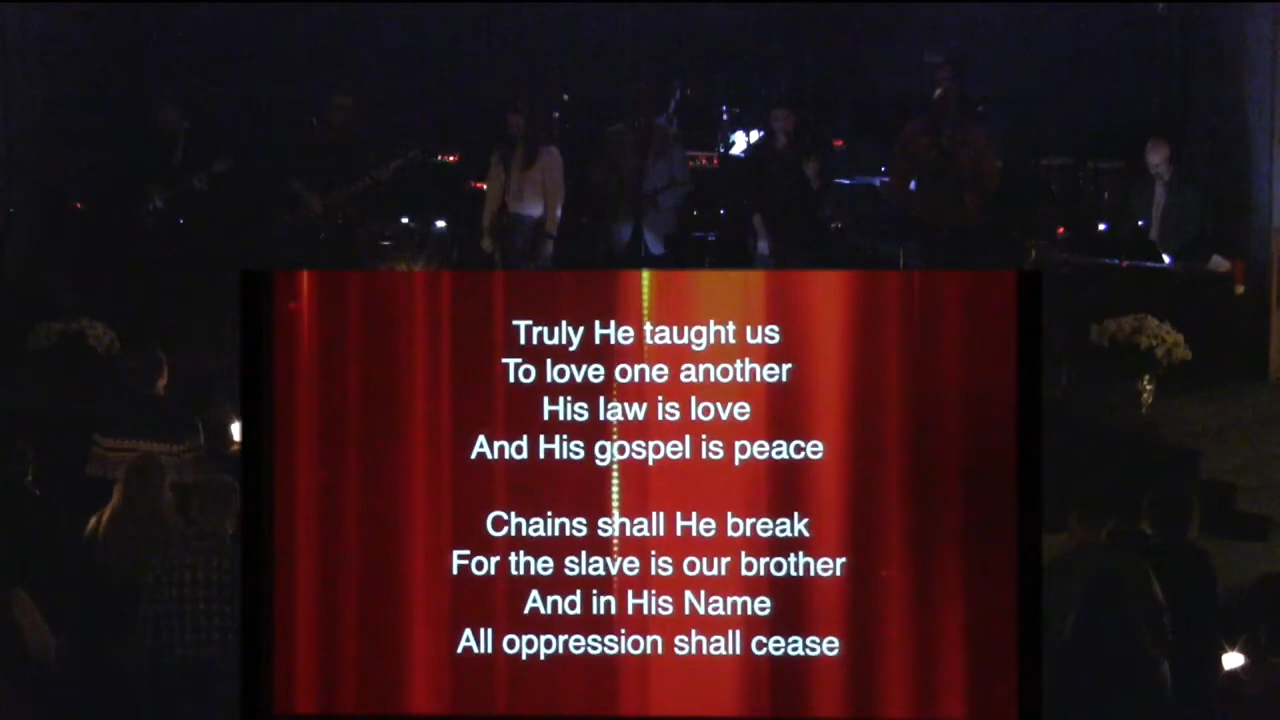 Truly He taught us
To love one another
His law is love
And His gospel is peace
Chains shall He break
For the slave is our brother
And in His Name
All oppression shall cease